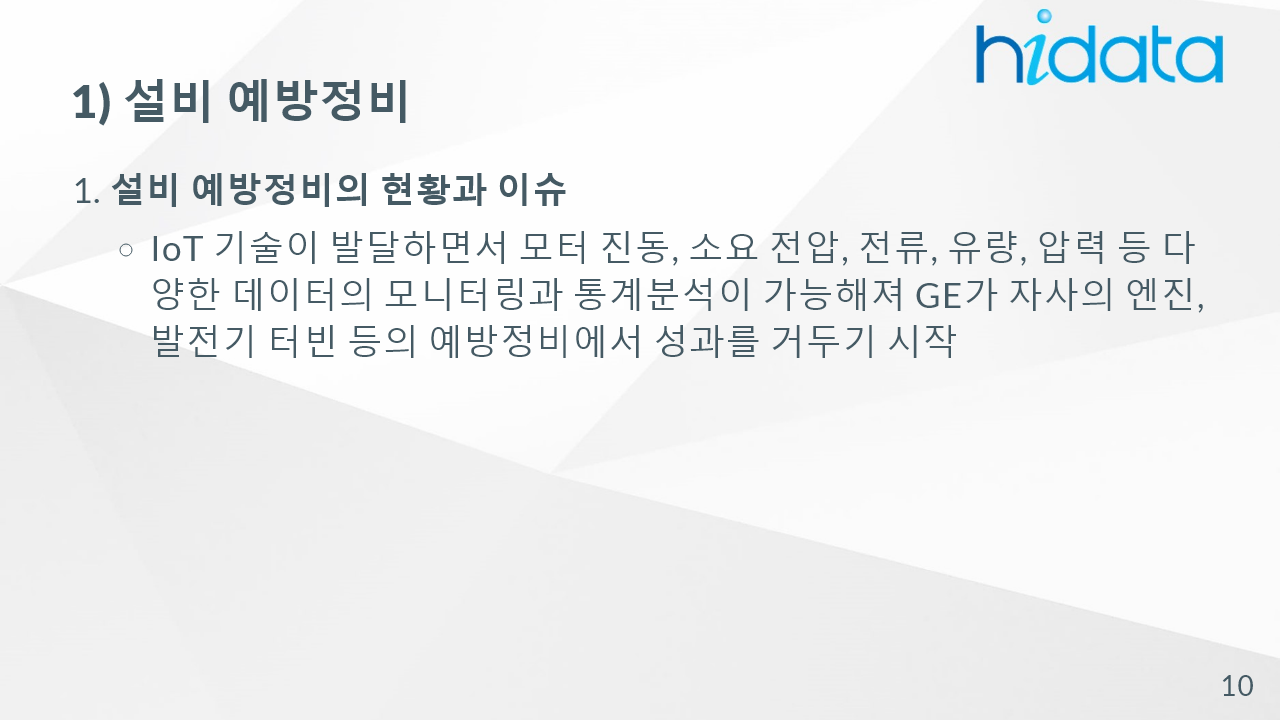 hidata
1) 설비 예방정비
1. 설비 예방정비의 현황과 이슈
○ IoT 기술이 발달하면서 모터 진동, 소요 전압, 전류, 유량, 압력 등 다
양한 데이터의 모니터링과 통계분석이 가능해져 GE가 자사의 엔진,
발전기 터빈 등의 예방정비에서 성과를 거두기 시작
10